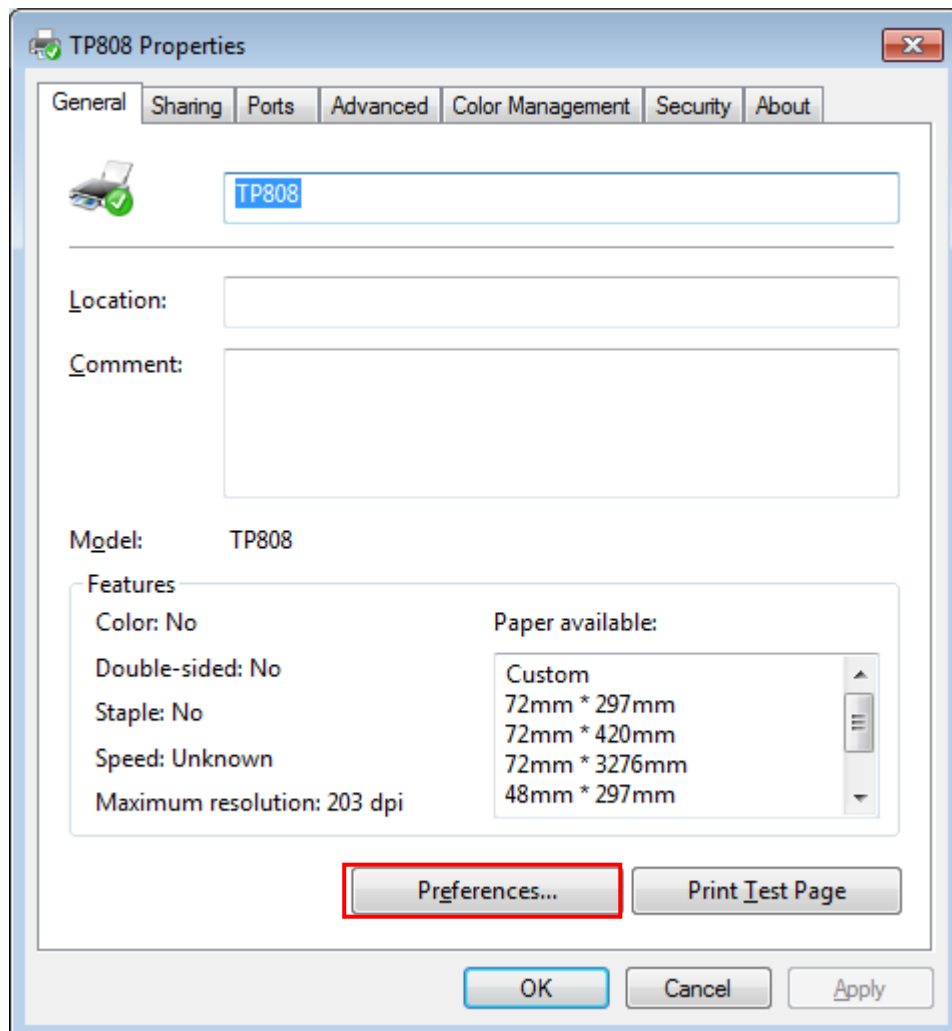 TP808 Properties
General Sharing Ports Advanced Color Management Security About
TP808
Location:
Comment:
Model: TP808
Features
Color: No
Paper available:
Double-sided: No
Custom
72mm * 297mm
Staple: No
72mm * 420mm
Speed: Unknown
72mm * 3276mm
Maximum resolution: 203 dpi
48mm * 297mm
Preferences... Print Test Page
OK Cancel Apply